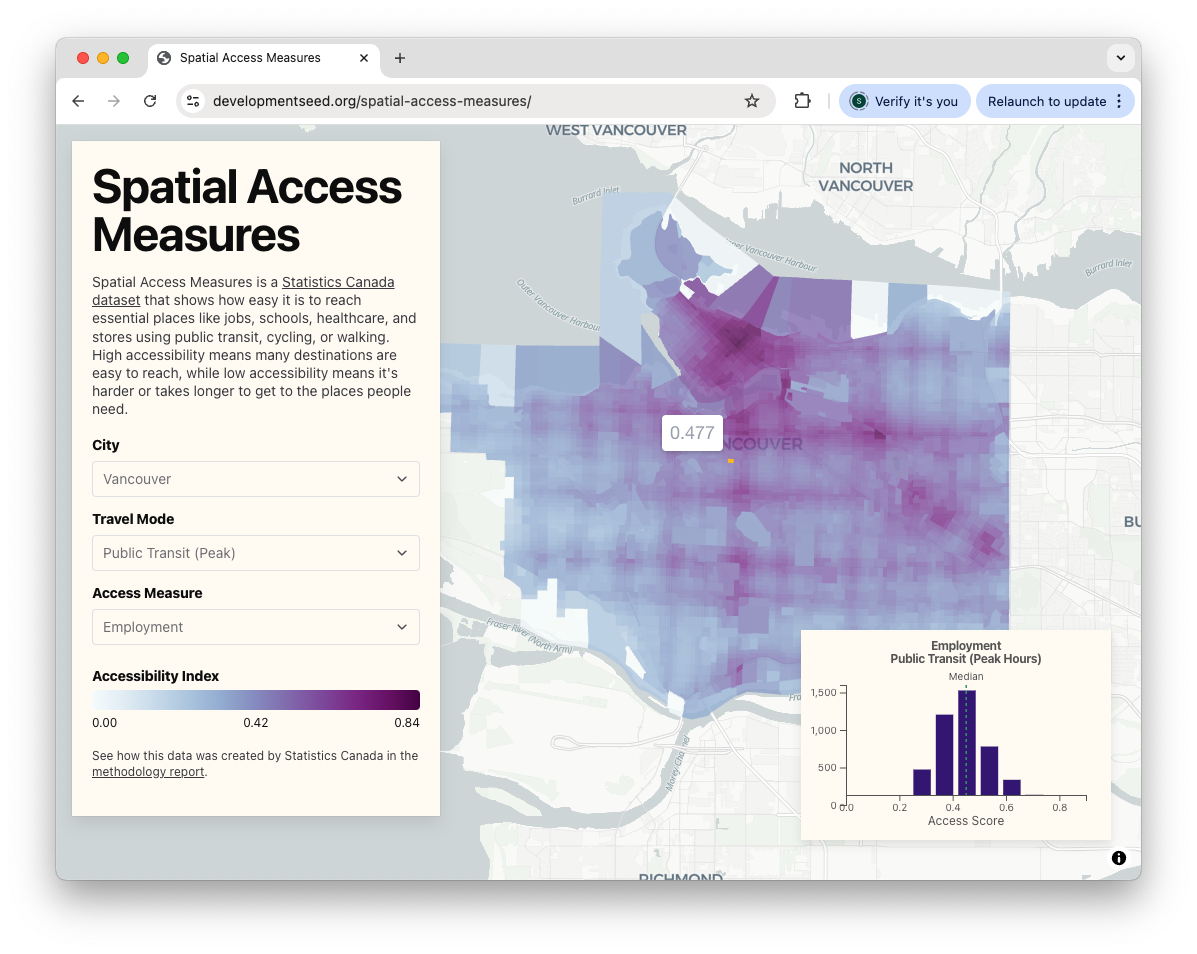 Spatial Access Measures
developmentseed.org/spatial-access-measures/
S
Verify it's you
Relaunch to update
Spatial Access
Measures
Spatial Access Measures is a Statistics Canada
dataset that shows how easy it is to reach
essential places like jobs, schools, healthcare, and
stores using public transit, cycling, or walking.
High accessibility means many destinations are
easy to reach, while low accessibility means it's
harder or takes longer to get to the places people
need.
City
Vancouver
Travel Mode
Public Transit (Peak)
Access Measure
Employment
Accessibility Index
0.00 0.42 0.84
See how this data was created by Statistics Canada in the
methodology report.
WEST VANCOUVER
NORTH
VANCOUVER
Burrard Inlet
Vancouver Harbour
Burrard Inlet
Outer Vancouver Harbour
0.477
NCOUVER
BU
Fraser River (North Arm)
Fra
Morey Channel
RICHMOND
Employment
Public Transit (Peak Hours)
Median
1,500
1,000
500
0
0.0 0.2 0.4 0.6 0.8
Access Score